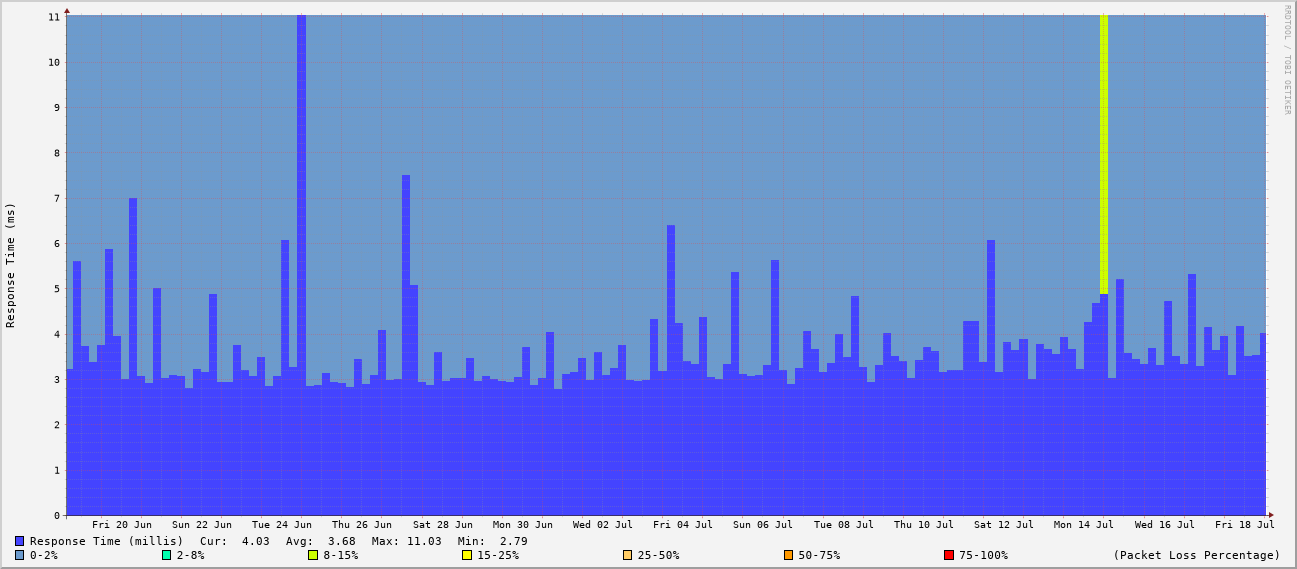 RRDTOOL / TOBI OETIKER
Response Time (ms)
11
10
9
8
7
6
5
4
3
2
1
0
Fri 20 Jun Sun 22 Jun Tue 24 Jun Thu 26 Jun Sat 28 Jun Mon 30 Jun Wed 02 Jul Fri 04 Jul Sun 06 Jul Tue 08 Jul Thu 10 Jul Sat 12 Jul Mon 14 Jul Wed 16 Jul Fri 18 Jul
Response Time (millis) Cur: 4.03 Avg: 3.68 Max: 11.03 Min: 2.79
0-2% 2-8% 8-15% 15-25% 25-50% 50-75% 75-100% (Packet Loss Percentage)